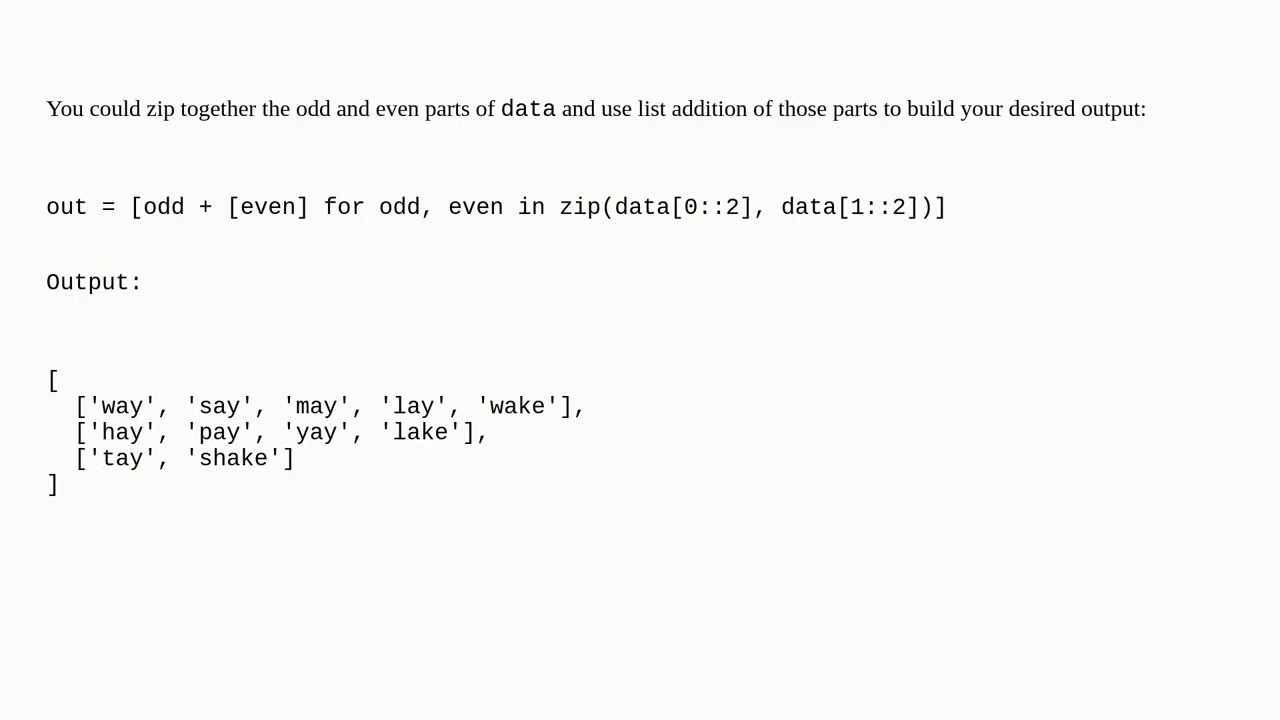 You could zip together the odd and even parts of data and use list addition of those parts to build your desired output:
out = [odd + [even] for odd, even in zip(data[0::2], data[1::2])]
Output:
[
  ['way', 'say', 'may', 'lay', 'wake'],
  ['hay', 'pay', 'yay', 'lake'],
  ['tay', 'shake']
]